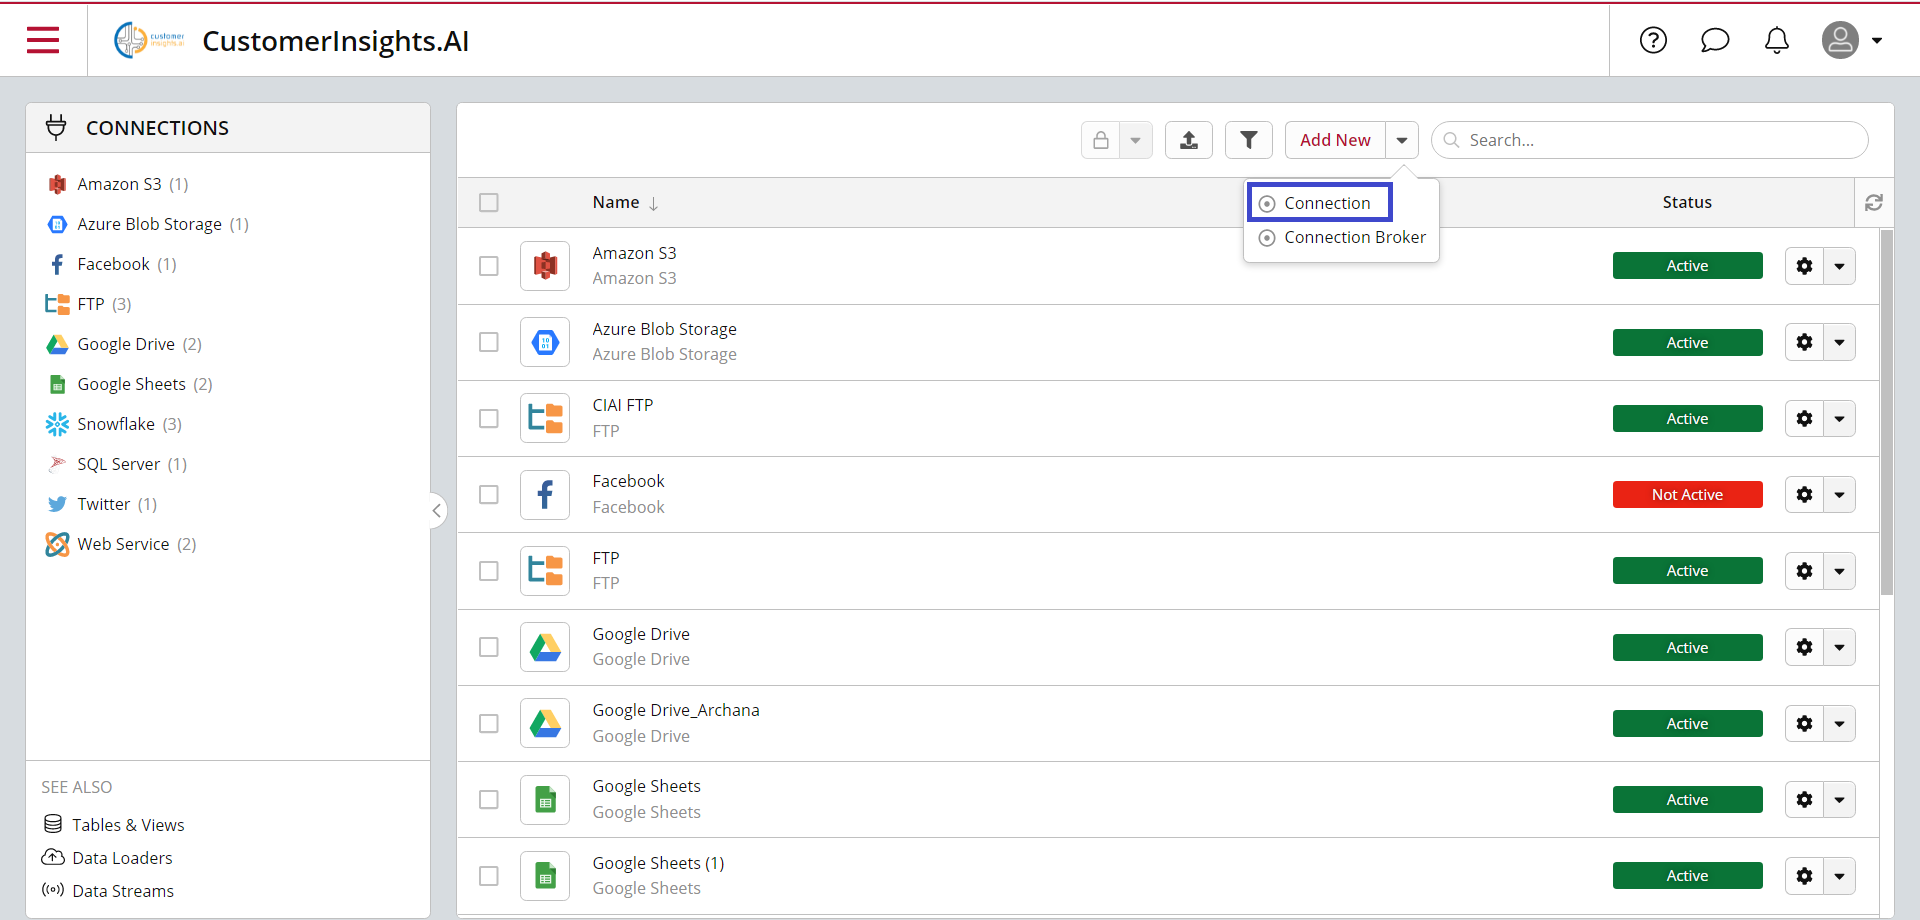 customer
insights.ai
CustomerInsights.AI
CONNECTIONS
Amazon S3 (1)
Azure Blob Storage (1)
Facebook (1)
FTP (3)
Google Drive (2)
Google Sheets (2)
Snowflake (3)
SQL Server (1)
Twitter (1)
Web Service (2)
SEE ALSO
Tables & Views
Data Loaders
Data Streams
Add New
Search...
Connection
Connection Broker
Name ↓
Status
Amazon S3
Amazon S3
Active
Azure Blob Storage
Azure Blob Storage
Active
CIAI FTP
FTP
Active
Facebook
Facebook
Not Active
FTP
FTP
Active
Google Drive
Google Drive
Active
Google Drive_Archana
Google Drive
Active
Google Sheets
Google Sheets
Active
Google Sheets (1)
Google Sheets
Active